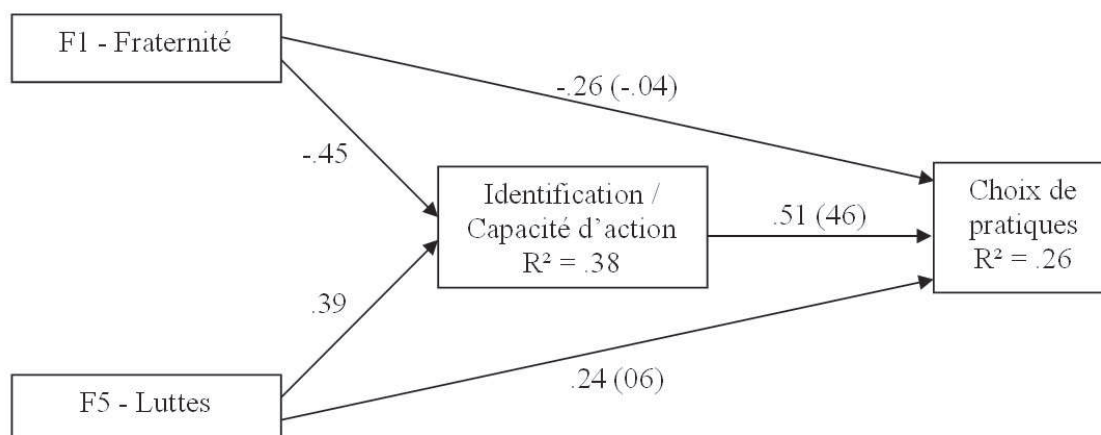 F1 - Fraternité
-.26 (-.04)
-.45
Identification /
Capacité d’action
R² = .38
.51 (46)
Choix de
pratiques
R² = .26
.39
.24 (06)
F5 - Luttes